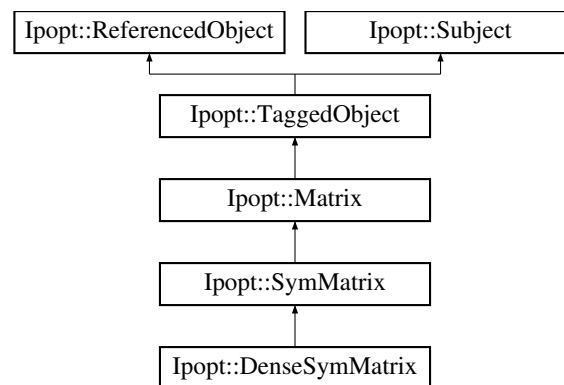 Ipopt::ReferencedObject
Ipopt::Subject
Ipopt::TaggedObject
Ipopt::Matrix
Ipopt::SymMatrix
Ipopt::DenseSymMatrix